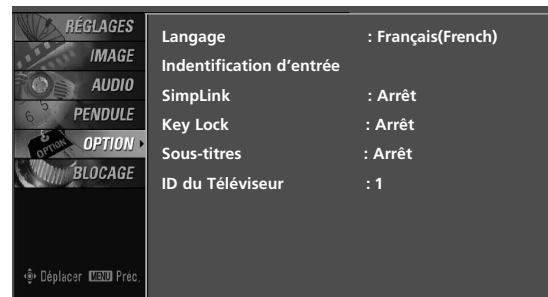 RÉGLAGES
IMAGE
AUDIO
PENDULE
OPTION
BLOCAGE
Déplacer MENU Préc.
Langage : Français(French)
Indentification d'entrée
SimpLink : Arrêt
Key Lock : Arrêt
Sous-titres : Arrêt
ID du Téléviseur : 1